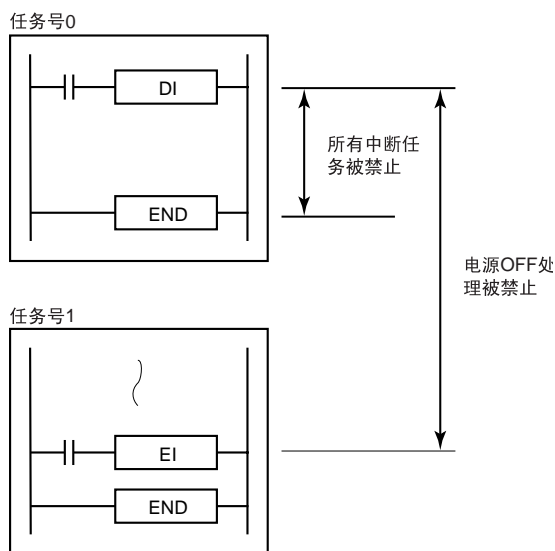 任务号0
DI
所有中断任
务被禁止
END
电源OFF处
理被禁止
任务号1
EI
END